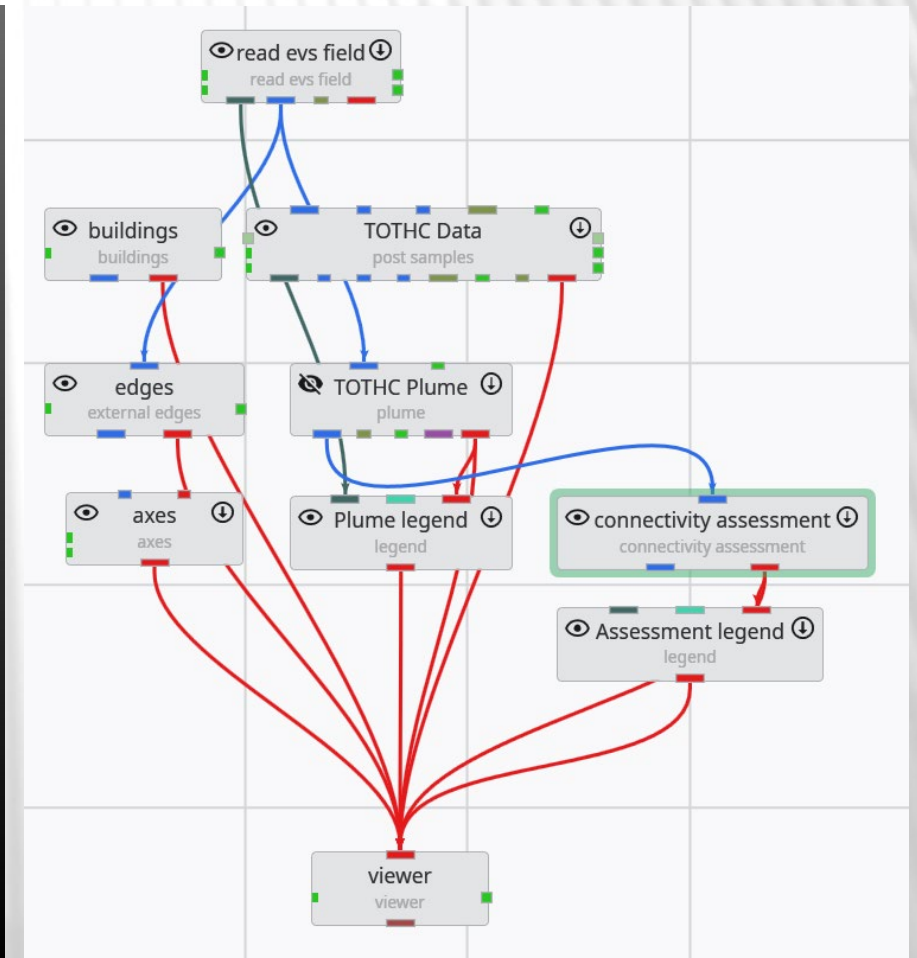 read evs field
read evs field
buildings
buildings
TOTHC Data
post samples
edges
external edges
TOTHC Plume
plume
axes
axes
Plume legend
legend
connectivity assessment
connectivity assessment
Assessment legend
legend
viewer
viewer